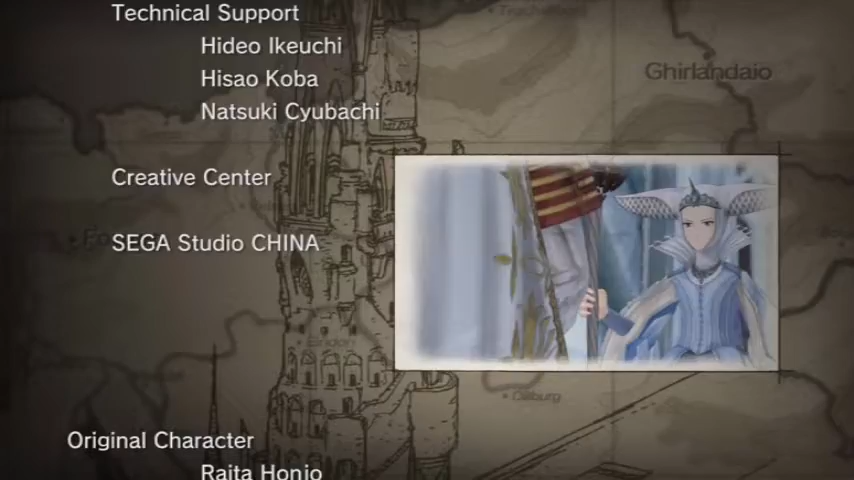 Technical Support
Hideo Ikeuchi
Hisao Koba
Natsuki Cyubachi
Ghirlandaio
Creative Center
SEGA Studio CHINA
Original Character
Raita Honjo